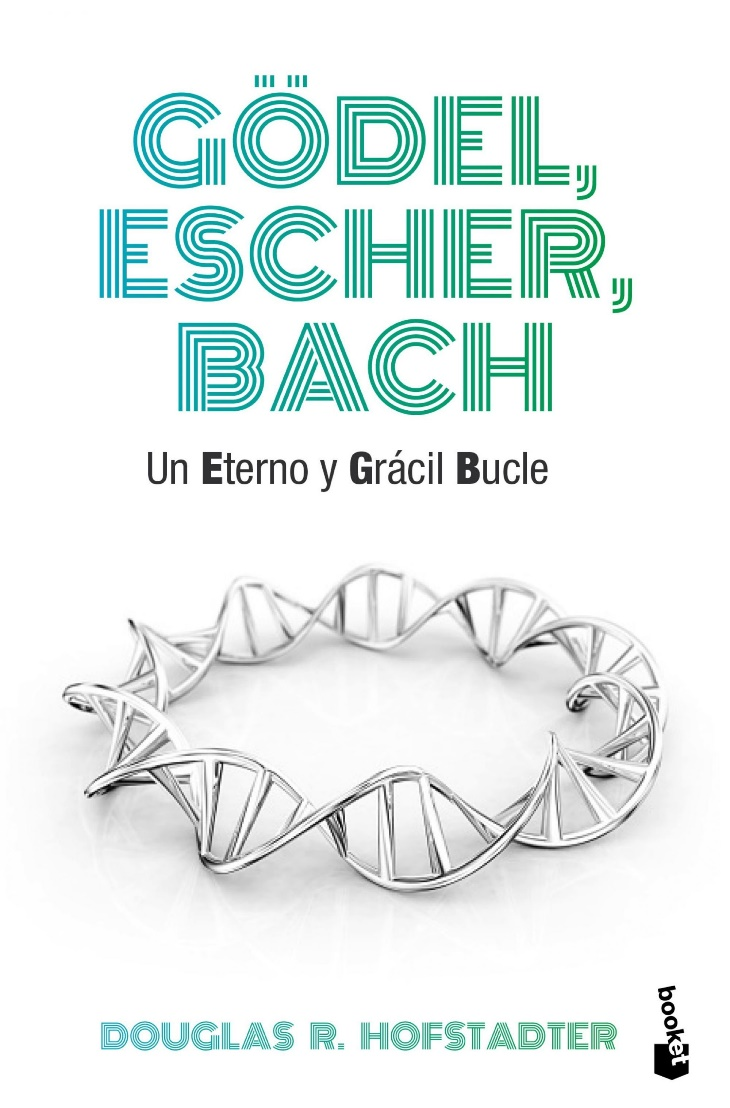 GÖDEL,
ESCHER,
BACH
Un Eterno y Grácil Bucle
DOUGLAS R. HOFSTADTER
booket